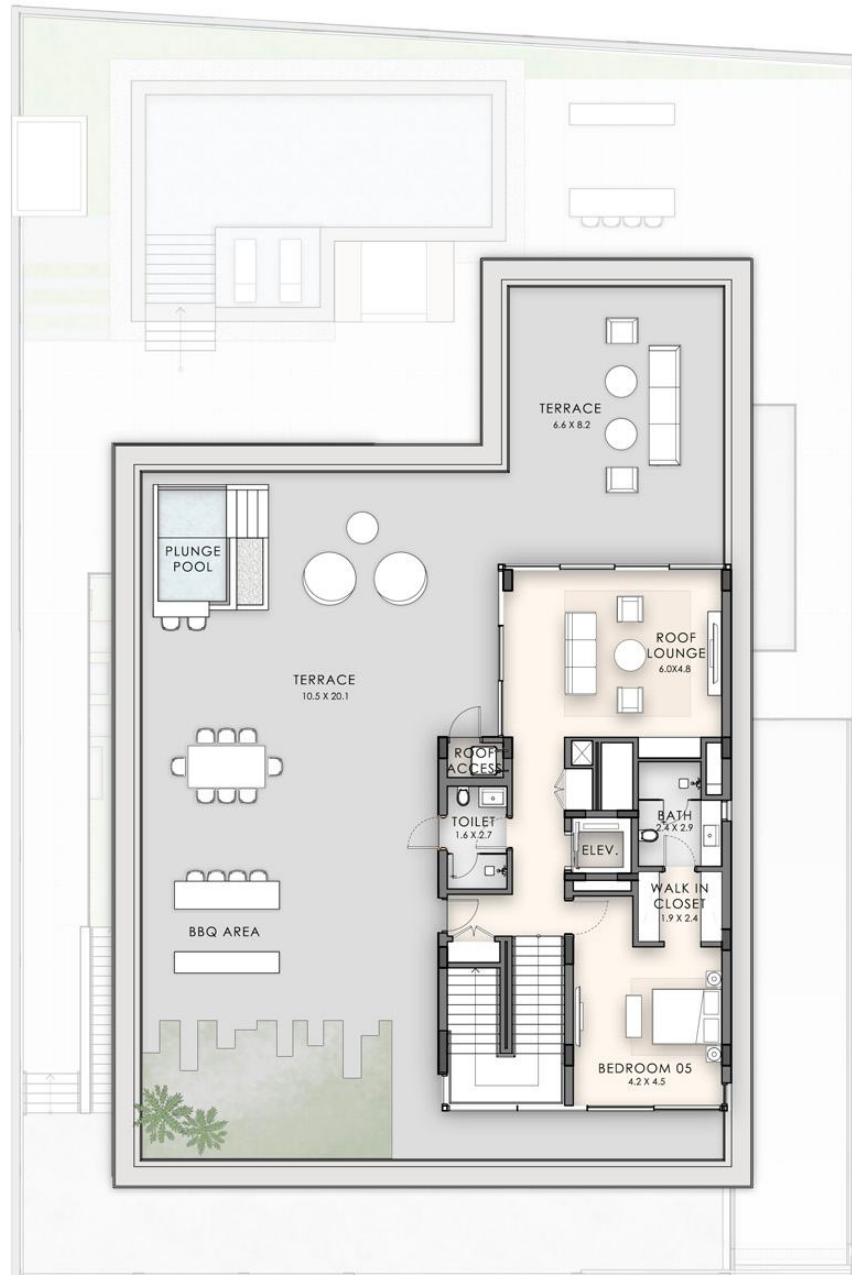 TERRACE
6.6 X 8.2
PLUNGE
POOL
ROOF
LOUNGE
6.0X4.8
TERRACE
10.5 X 20.1
ROOF
ACCESS
TOILET
1.6 X 2.7
BATH
2.4 X 2.9
ELEV.
WALK IN
CLOSET
1.9 X 2.4
BBQ AREA
BEDROOM 05
4.2 X 4.5